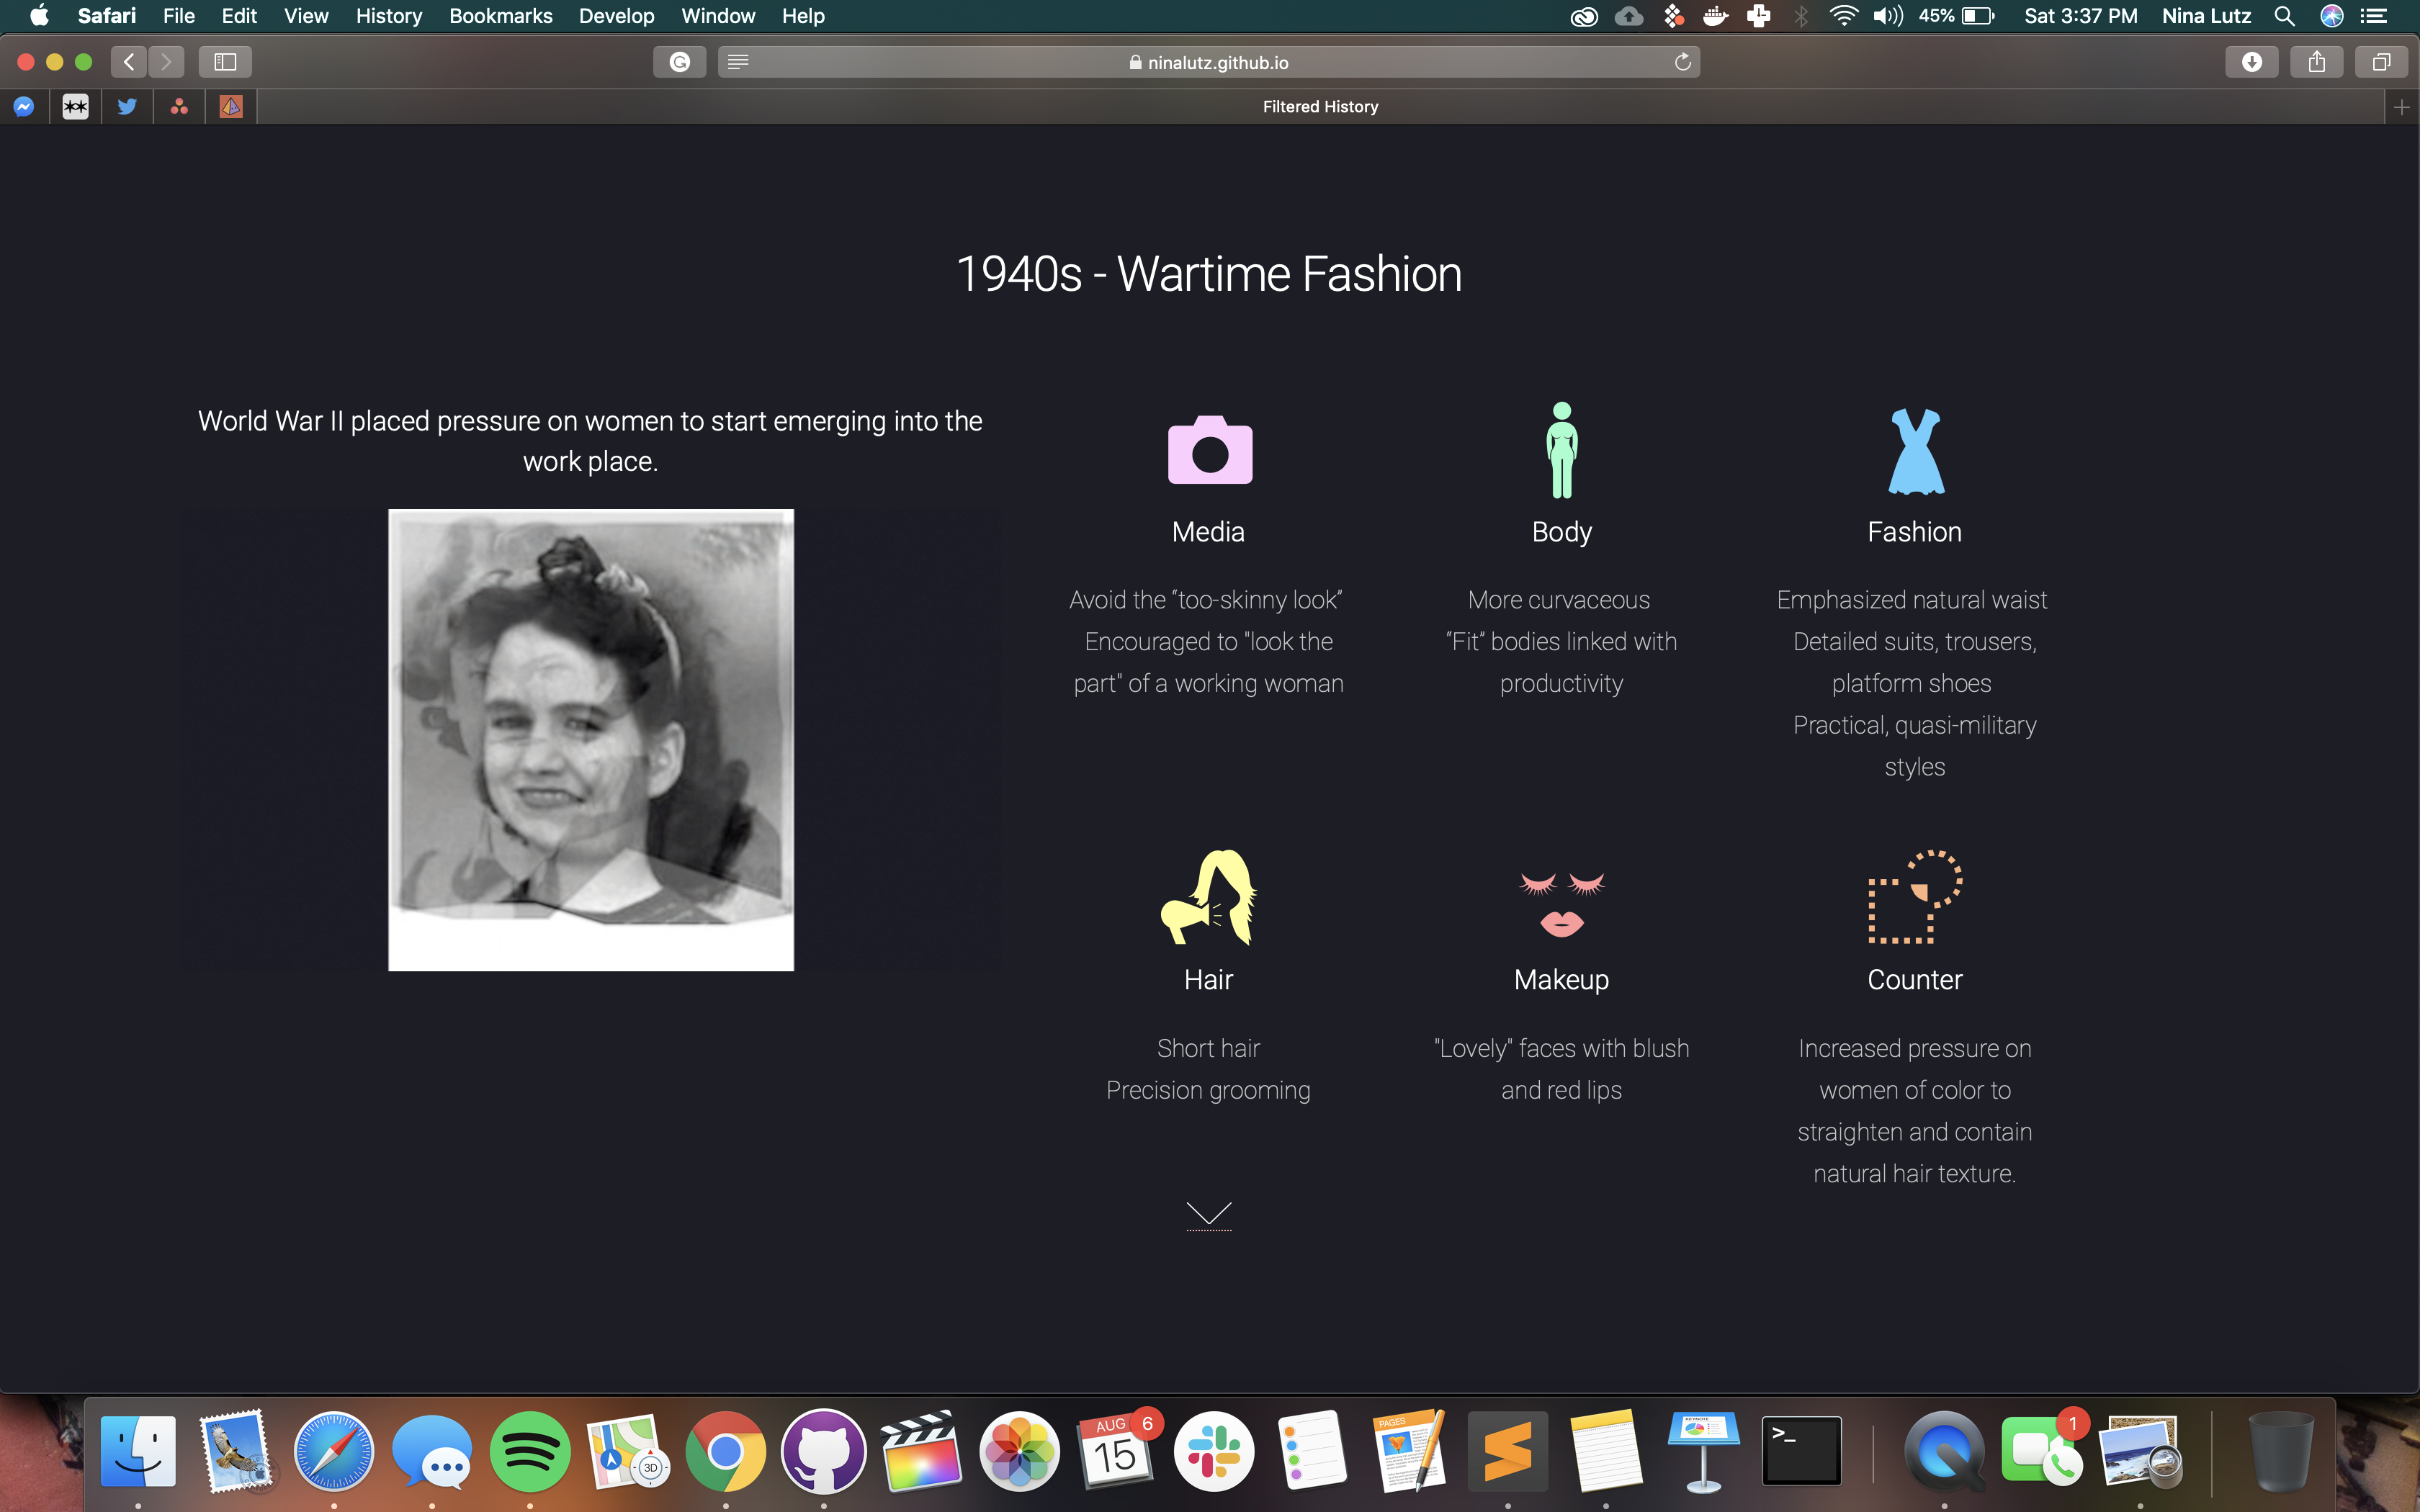 Safari File Edit View History Bookmarks Develop Window Help 45% Sat 3:37 PM Nina Lutz
ninalutz.github.io
Filtered History
1940s - Wartime Fashion
World War II placed pressure on women to start emerging into the
work place.
Media
Avoid the "too-skinny look"
Encouraged to "look the
part" of a working woman
Body
More curvaceous
"Fit" bodies linked with
productivity
Fashion
Emphasized natural waist
Detailed suits, trousers,
platform shoes
Practical, quasi-military
styles
Hair
Short hair
Precision grooming
Makeup
"Lovely" faces with blush
and red lips
Counter
Increased pressure on
women of color to
straighten and contain
natural hair texture.
3D
AUG 6
15
PAGES
KEYNOTE
>_
1